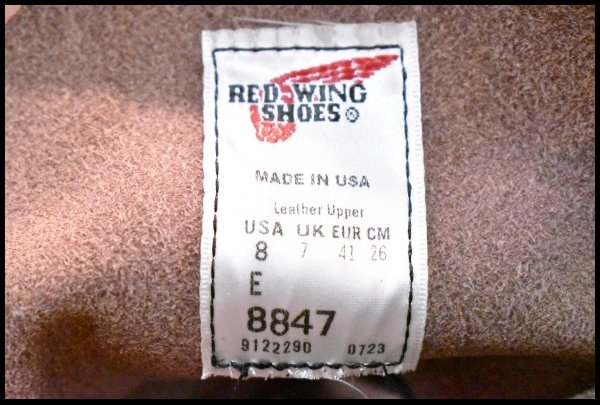 RED WING
SHOES ®
MADE IN USA
Leather Upper
USA UK EUR CM
8 7 41 26
E
8847
9122290 0723